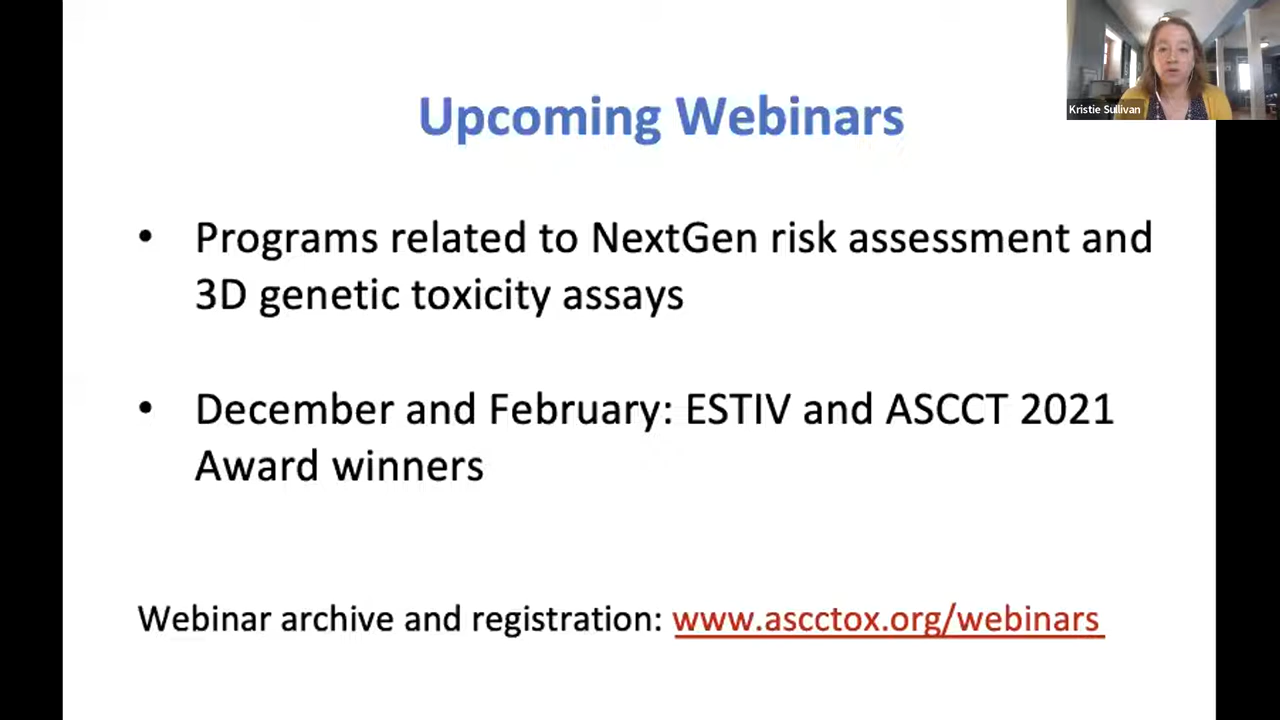 Upcoming Webinars
Kristie Sullivan
• Programs related to NextGen risk assessment and
3D genetic toxicity assays
• December and February: ESTIV and ASCCT 2021
Award winners
Webinar archive and registration: www.ascctox.org/webinars